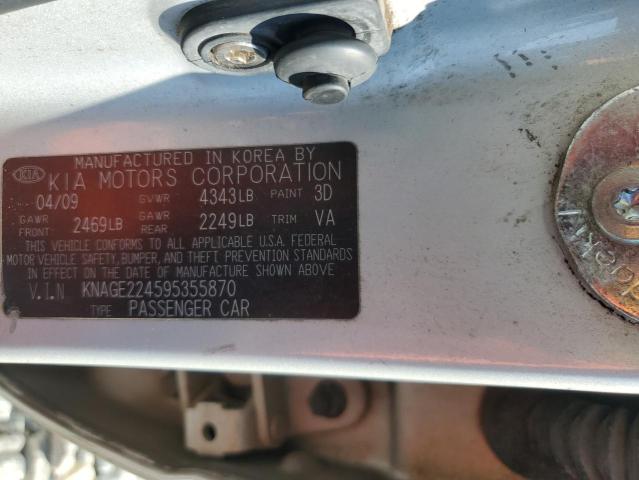 MANUFACTURED IN KOREA BY
KIA KIA MOTORS CORPORATION
04/09 GVWR 4343LB PAINT 3D
GAWR FRONT: 2469LB GAWR REAR 2249LB TRIM VA
THIS VEHICLE CONFORMS TO ALL APPLICABLE U.S.A. FEDERAL
MOTOR VEHICLE SAFETY, BUMPER, AND THEFT PREVENTION STANDARDS
IN EFFECT ON THE DATE OF MANUFACTURE SHOWN ABOVE
V.I.N KNAGE224595355870
TYPE PASSENGER CAR